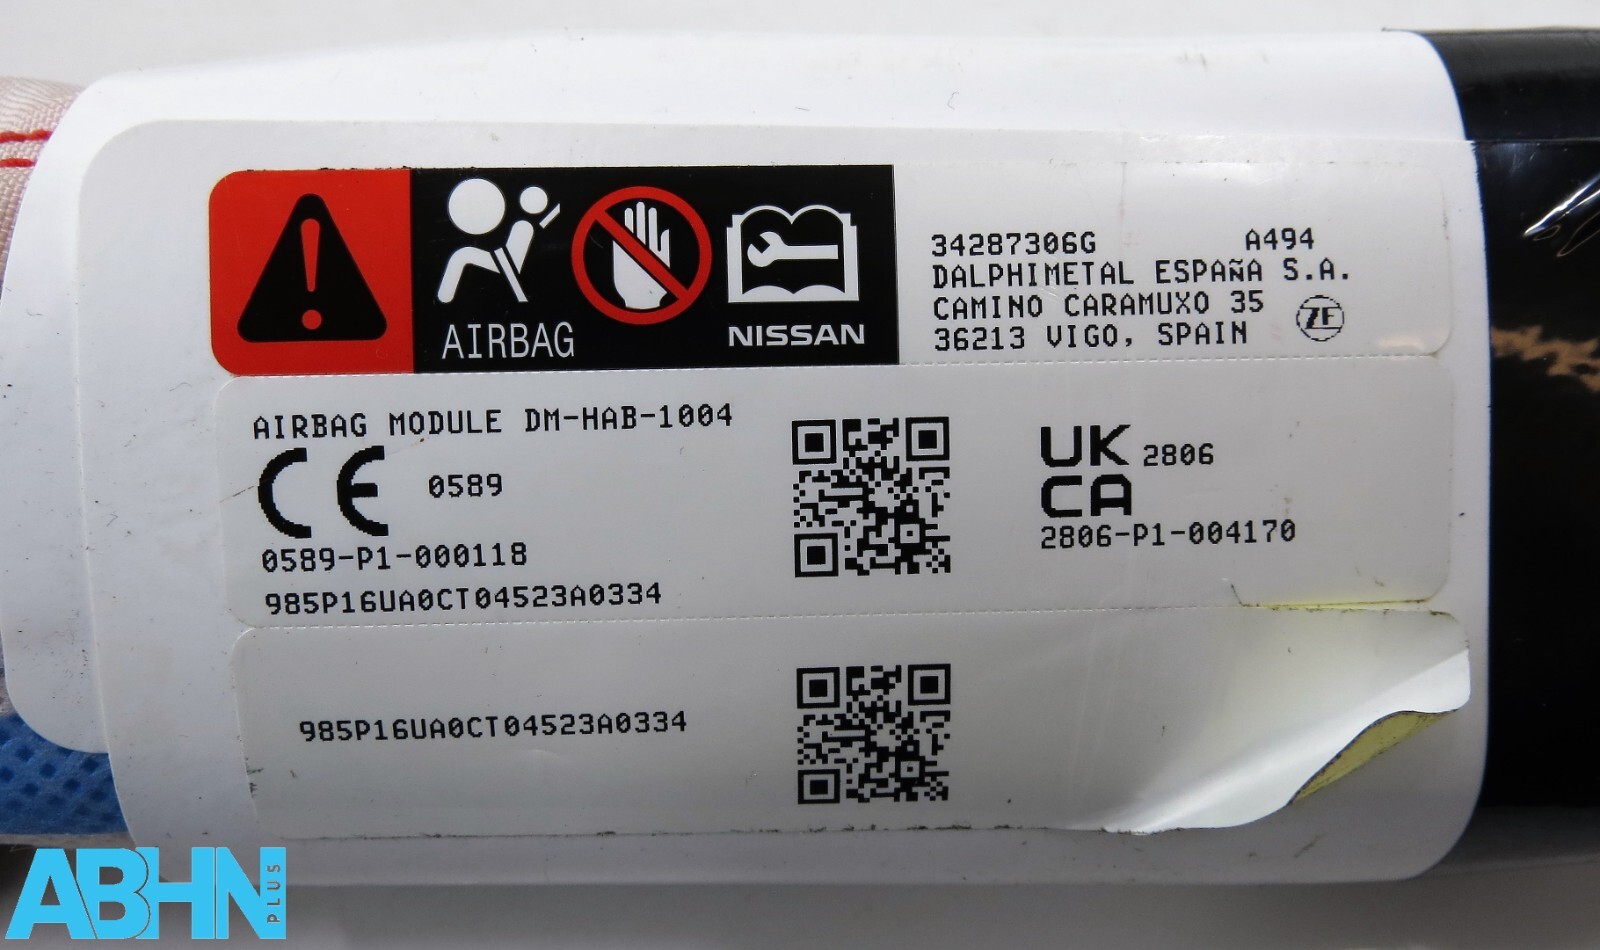 AIRBAG
NISSAN
34287306G A494
DALPHIMETAL ESPAÑA S.A.
CAMINO CARAMUXO 35
36213 VIGO, SPAIN
ZF
AIRBAG MODULE DM-HAB-1004
CE 0589
0589-P1-000118
985P16UA0CT04523A0334
UK 2806
CA
2806-P1-004170
985P16UA0CT04523A0334
ABHN PLUS